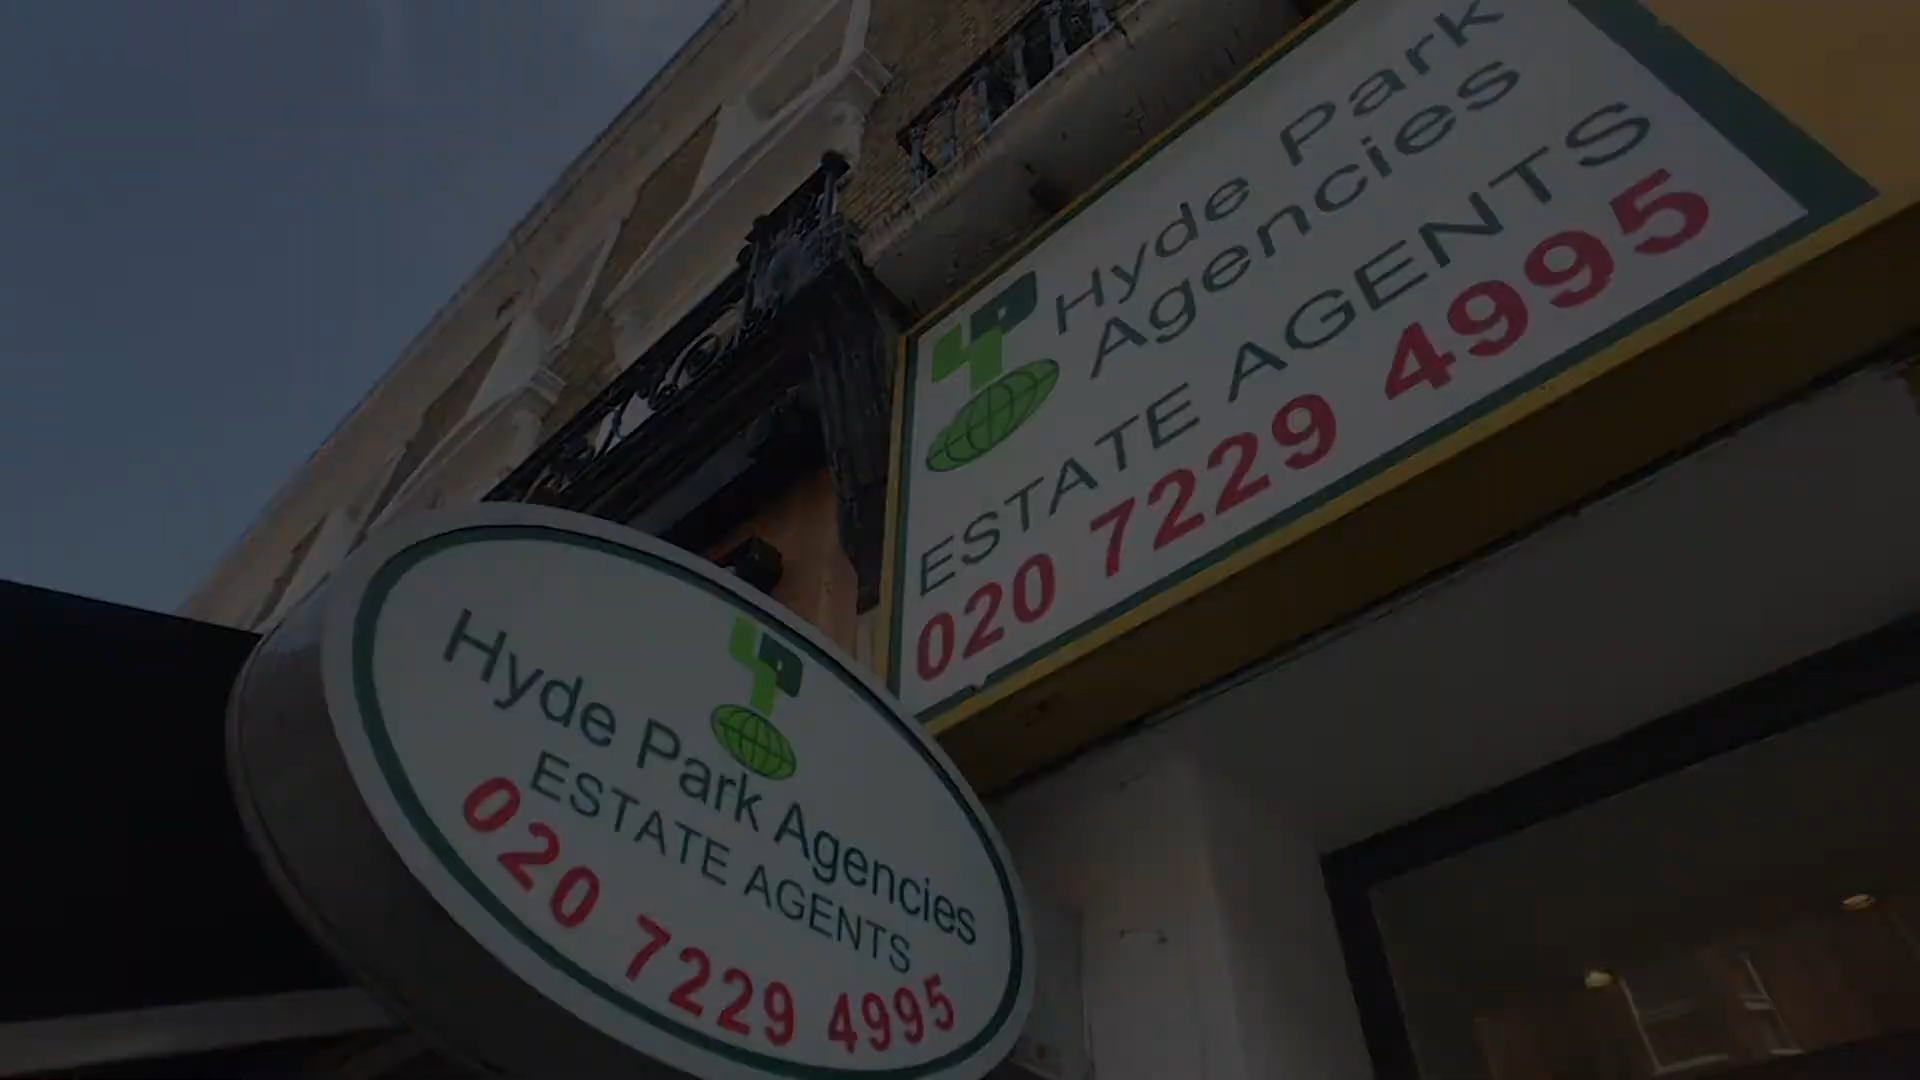 Hyde Park
Agencies
ESTATE AGENTS
020 7229 4995
Hyde Park Agencies
ESTATE AGENTS
020 7229 4995